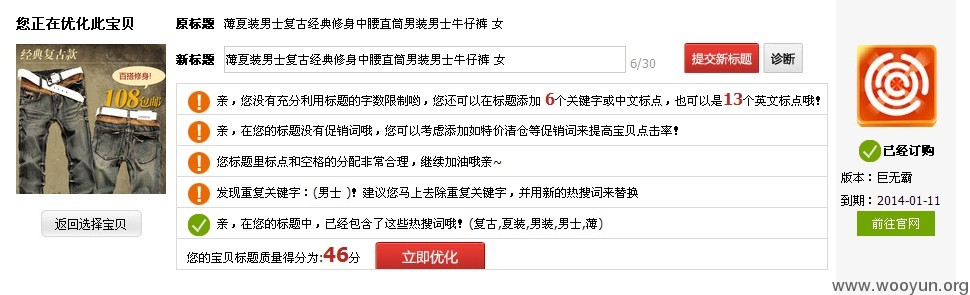 您正在优化此宝贝
经典复古款
百搭修身!
108包邮
返回选择宝贝
原标题 薄夏装男士复古经典修身中腰直筒男装男士牛仔裤 女
新标题 薄夏装男士复古经典修身中腰直筒男装男士牛仔裤 女 6/30 提交新标题 诊断
亲，您没有充分利用标题的字数限制哟，您还可以在标题添加 6个关键字或中文标点，也可以是13个英文标点哦!
亲，在您的标题没有促销词哦，您可以考虑添加如特价清仓等促销词来提高宝贝点击率!
您标题里标点和空格的分配非常合理，继续加油哦亲~
发现重复关键字：(男士 )！建议您马上去除重复关键字，并用新的热搜词来替换
亲，在您的标题中，已经包含了这些热搜词哦! (复古,夏装,男装,男士,薄)
您的宝贝标题质量得分为:46分 立即优化
已经订购
版本：巨无霸
到期：2014-01-11
前往官网
www.wooyun.org